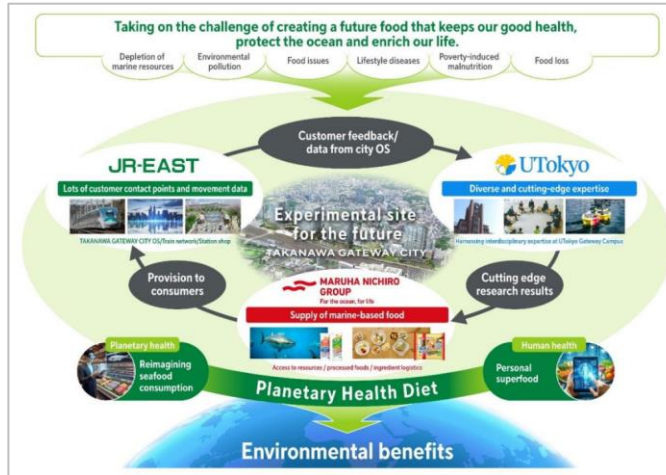 Taking on the challenge of creating a future food that keeps our good health,
protect the ocean and enrich our life.
Depletion of
marine resources
Environmental
pollution
Food issues
Lifestyle diseases
Poverty-induced
malnutrition
Food loss
Customer feedback/
data from city OS
JR-EAST
Lots of customer contact points and movement data
TAKANAWA GATEWAY CITY OS/Train network/Station shop
UTokyo
Diverse and cutting-edge expertise
Harnessing interdisciplinary expertise at UTokyo Gateway Campus
Experimental site
for the future
TAKANAWA GATEWAY CITY
Provision to
consumers
MARUHA NICHIRO
GROUP
For the ocean, for life
Supply of marine-based food
Access to resources / processed foods / ingredient logistics
Cutting edge
research results
Planetary health
Reimagining
seafood
consumption
Human health
Personal
superfood
Planetary Health Diet
Environmental benefits